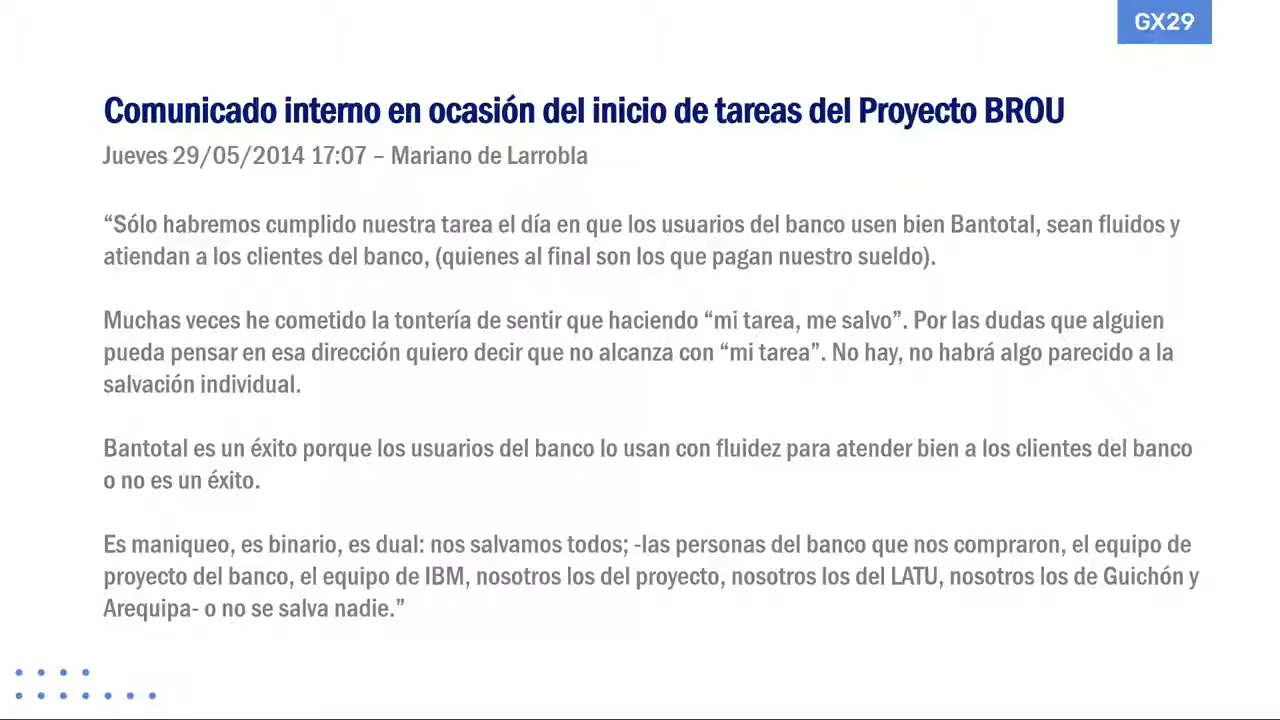 GX29
Comunicado interno en ocasión del inicio de tareas del Proyecto BROU
Jueves 29/05/2014 17:07 – Mariano de Larrobla
“Sólo habremos cumplido nuestra tarea el día en que los usuarios del banco usen bien Bantotal, sean fluidos y
atiendan a los clientes del banco, (quienes al final son los que pagan nuestro sueldo).
Muchas veces he cometido la tontería de sentir que haciendo “mi tarea, me salvo”. Por las dudas que alguien
pueda pensar en esa dirección quiero decir que no alcanza con “mi tarea”. No hay, no habrá algo parecido a la
salvación individual.
Bantotal es un éxito porque los usuarios del banco lo usan con fluidez para atender bien a los clientes del banco
o no es un éxito.
Es maniqueo, es binario, es dual: nos salvamos todos; -las personas del banco que nos compraron, el equipo de
proyecto del banco, el equipo de IBM, nosotros los del proyecto, nosotros los del LATU, nosotros los de Guichón y
Arequipa- o no se salva nadie.”